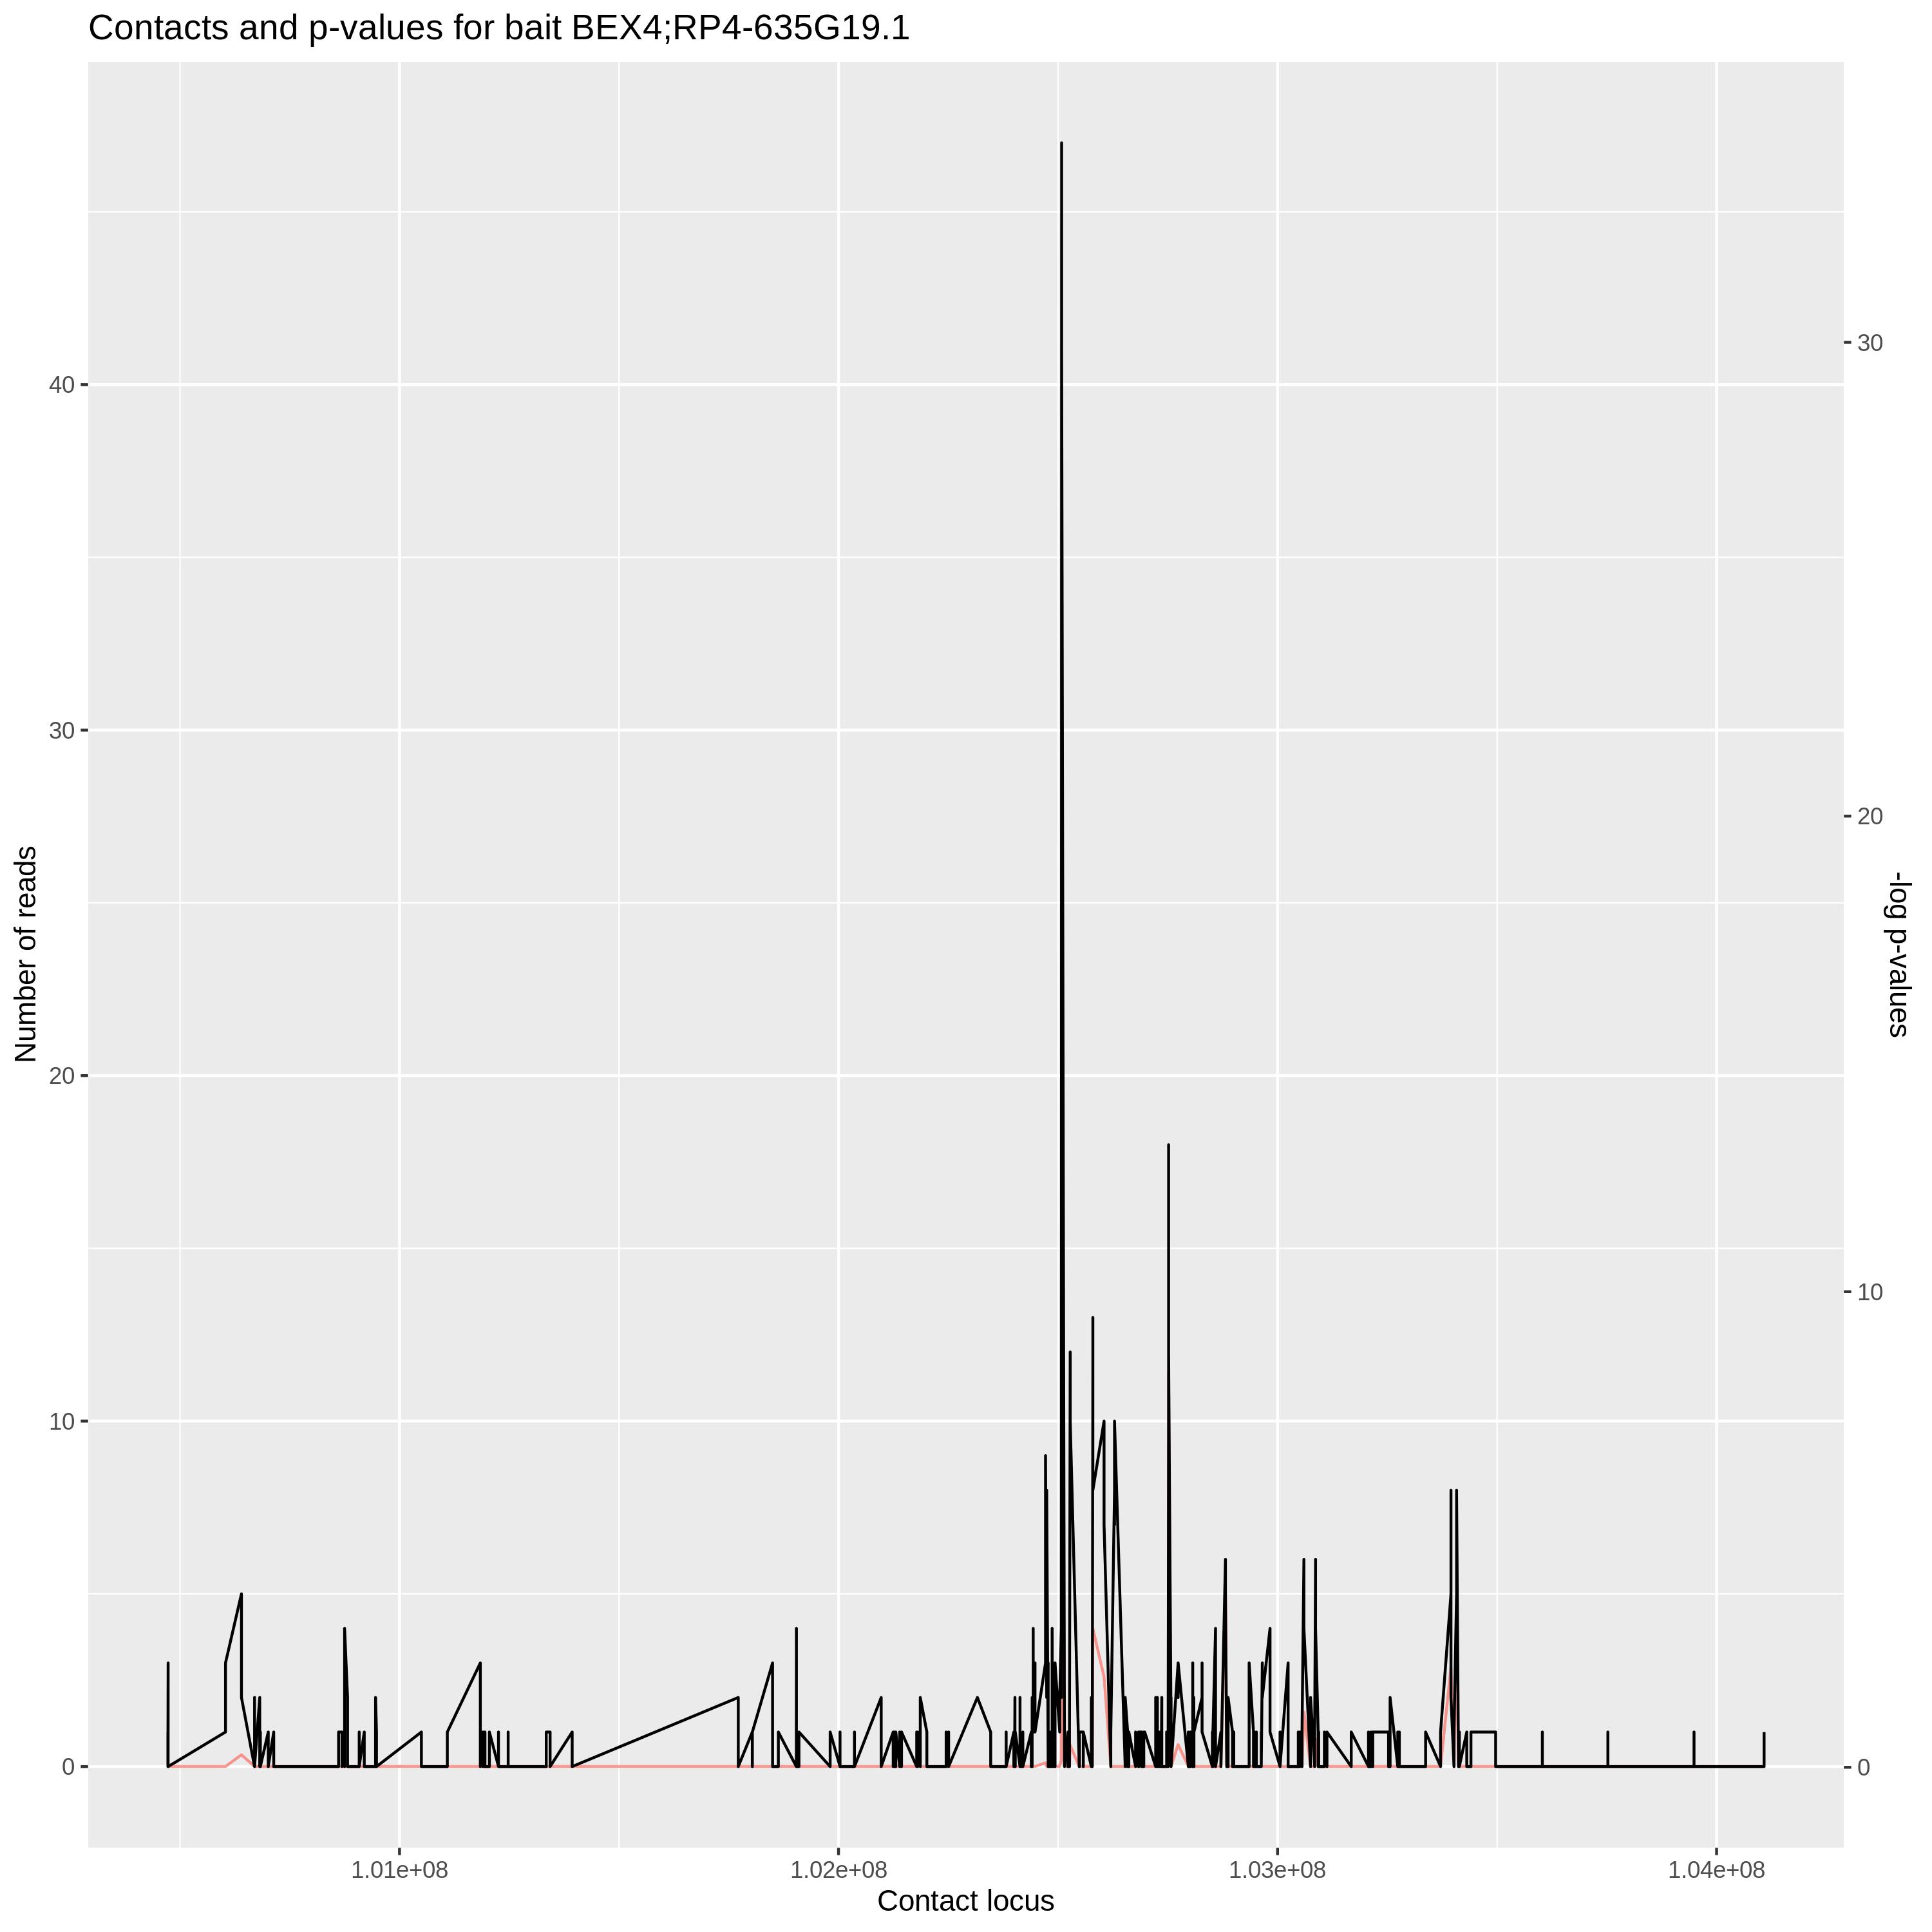 Contacts and p-values for bait BEX4;RP4-635G19.1
Number of reads
40
30
20
10
0
-log p-values
30
20
10
0
1.01e+08
1.02e+08
1.03e+08
1.04e+08
Contact locus